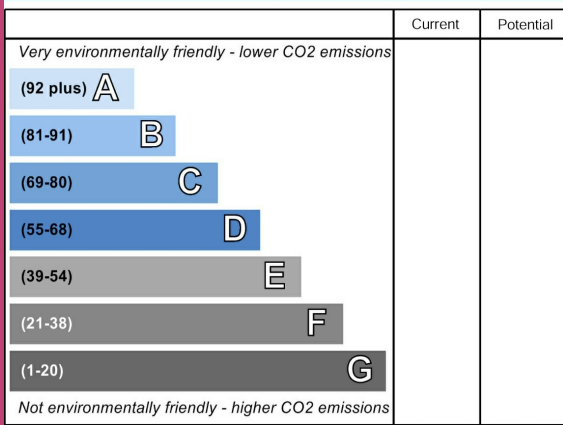 Current Potential
Very environmentally friendly - lower CO2 emissions
(92 plus) A
(81-91) B
(69-80) C
(55-68) D
(39-54) E
(21-38) F
(1-20) G
Not environmentally friendly - higher CO2 emissions